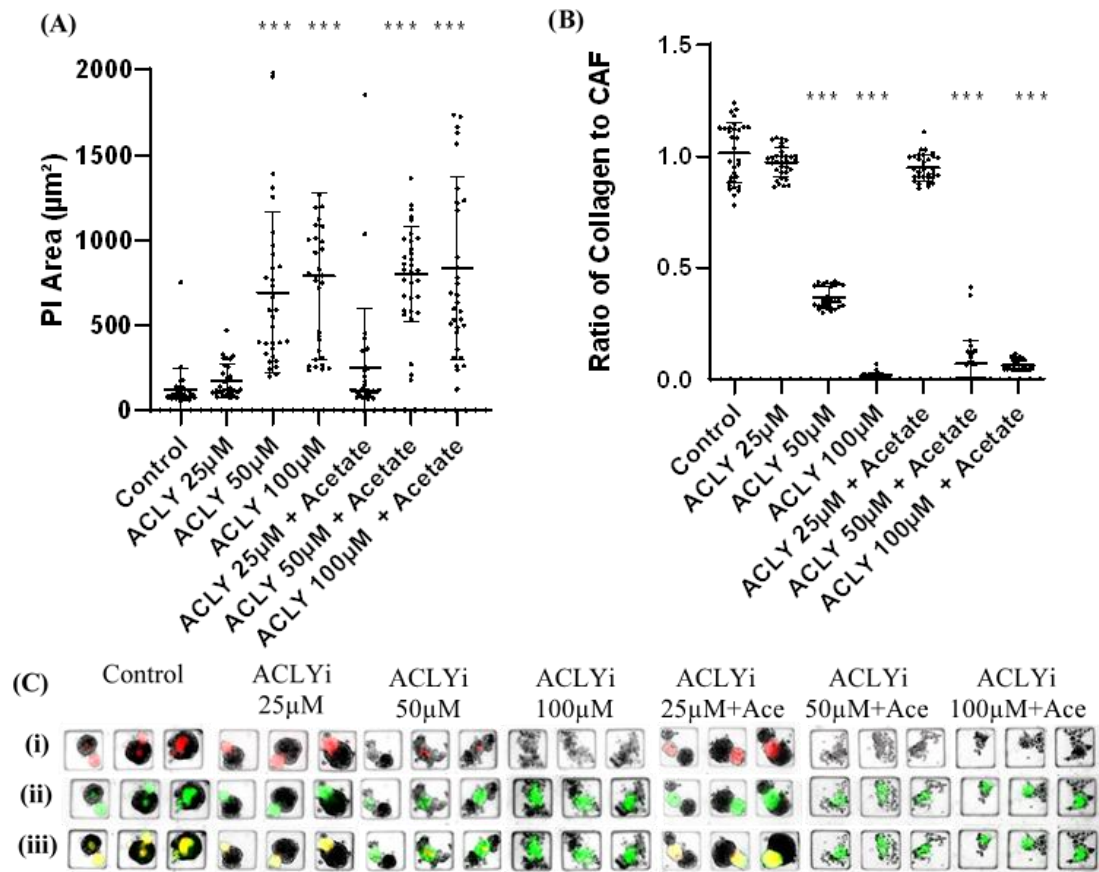 (A)
*** *** *** ***
PI Area (µm²)
2000
1500
1000
500
0
Control
ACLY 25µM
ACLY 50µM
ACLY 100µM
ACLY 25µM + Acetate
ACLY 50µM + Acetate
ACLY 100µM + Acetate
(B)
*** *** *** ***
Ratio of Collagen to CAF
1.5
1.0
0.5
0.0
Control
ACLY 25µM
ACLY 50µM
ACLY 100µM
ACLY 25µM + Acetate
ACLY 50µM + Acetate
ACLY 100µM + Acetate
(C)
Control
ACLYi
25µM
ACLYi
50µM
ACLYi
100µM
ACLYi
25µM+Ace
ACLYi
50µM+Ace
ACLYi
100µM+Ace
(i)
(ii)
(iii)